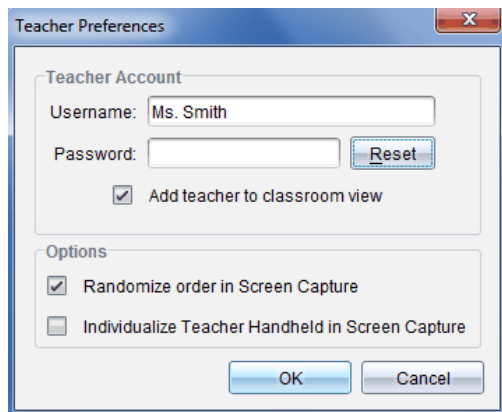 Teacher Preferences
Teacher Account
Username: Ms. Smith
Password: Reset
Add teacher to classroom view
Options
Randomize order in Screen Capture
Individualize Teacher Handheld in Screen Capture
OK Cancel